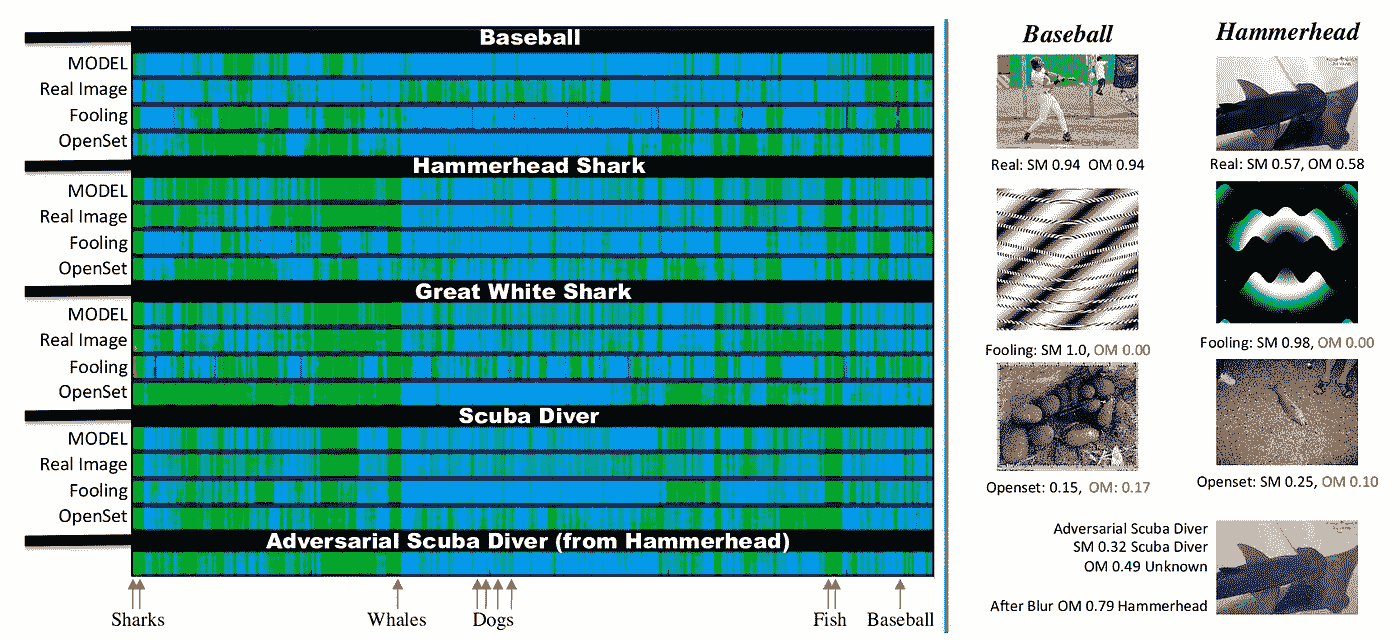 Baseball
MODEL
Real Image
Fooling
OpenSet
Hammerhead Shark
MODEL
Real Image
Fooling
OpenSet
Great White Shark
MODEL
Real Image
Fooling
OpenSet
Scuba Diver
MODEL
Real Image
Fooling
OpenSet
Adversarial Scuba Diver (from Hammerhead)
Sharks Whales Dogs Fish Baseball
Baseball Hammerhead
Real: SM 0.94 OM 0.94
Real: SM 0.57, OM 0.58
Fooling: SM 1.0, OM 0.00
Fooling: SM 0.98, OM 0.00
Openset: 0.15, OM: 0.17
Openset: SM 0.25, OM 0.10
Adversarial Scuba Diver
SM 0.32 Scuba Diver
OM 0.49 Unknown
After Blur OM 0.79 Hammerhead